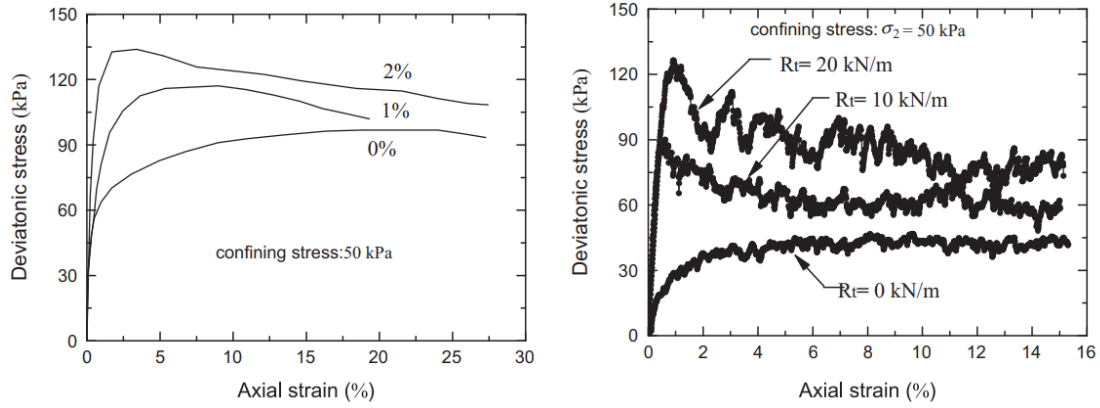 150
120
90
60
30
0
Deviatonic stress (kPa)
2%
1%
0%
confining stress:50 kPa
0 5 10 15 20 25 30
Axial strain (%)
150
120
90
60
30
0
Deviatonic stress (kPa)
confining stress: σ2 = 50 kPa
Rt= 20 kN/m
Rt= 10 kN/m
Rt= 0 kN/m
0 2 4 6 8 10 12 14 16
Axial strain (%)